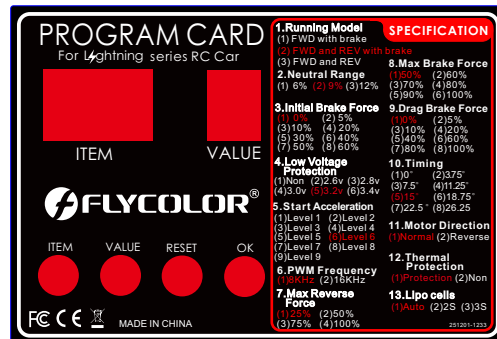 PROGRAM CARD
For Lightning series RC Car
ITEM
VALUE
FLYCOLOR®
ITEM
VALUE
RESET
OK
FC CE
MADE IN CHINA
SPECIFICATION
1.Running Model
(1) FWD with brake
(2) FWD and REV with brake
(3) FWD and REV
2.Neutral Range
(1) 6% (2) 9% (3)12%
3.Initial Brake Force
(1) 0% (2) 5%
(3)10% (4) 20%
(5) 30% (6) 40%
(7) 50% (8) 60%
4.Low Voltage
Protection
(1)Non (2)2.6v (3)2.8v
(4)3.0v (5)3.2v (6)3.4v
5.Start Acceleration
(1)Level 1 (2)Level 2
(3)Level 3 (4)Level 4
(5)Level 5 (6)Level 6
(7)Level 7 (8)Level 8
(9)Level 9
6.PWM Frequency
(1)8KHz (2)16KHz
7.Max Reverse
Force
(1) 25% (2)50%
(3)75% (4)100%
8.Max Brake Force
(1)50% (2)60%
(3)70% (4)80%
(5)90% (6)100%
9.Drag Brake Force
(1)0% (2)5%
(3)10% (4)20%
(5)40% (6)60%
(7)80% (8)100%
10.Timing
(1)0° (2)3.75°
(3)7.5° (4)11.25°
(5)15° (6)18.75°
(7)22.5° (8)26.25
11.Motor Direction
(1)Normal (2)Reverse
12.Thermal
Protection
(1)Protection (2)Non
13.Lipo cells
(1)Auto (2)2S (3)3S
251201-1233